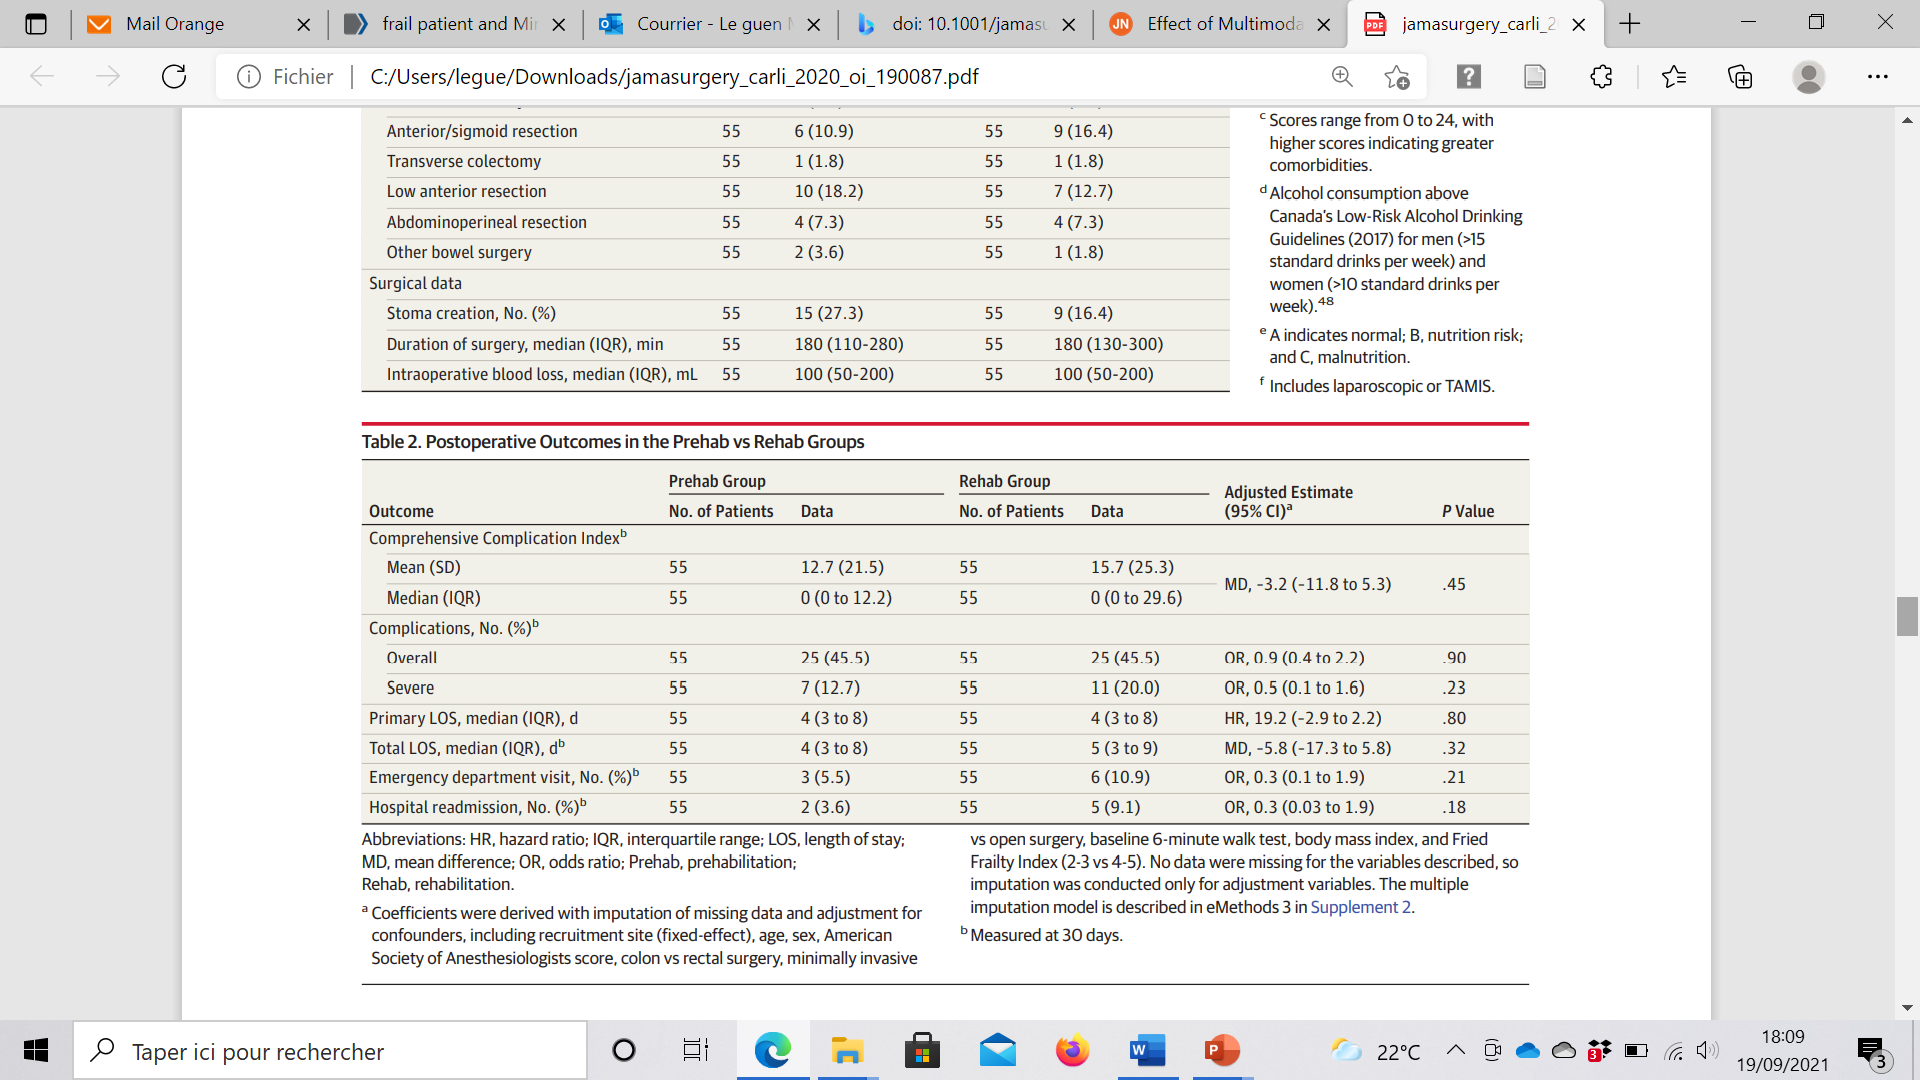 Mail Orange
frail patient and Mi
Courrier - Le guen
doi: 10.1001/jamas
JN Effect of Multimoda
PDF jamasurgery_carli_2
Fichier C:/Users/legue/Downloads/jamasurgery_carli_2020_oi_190087.pdf
Anterior/sigmoid resection 55 6 (10.9) 55 9 (16.4)
Transverse colectomy 55 1 (1.8) 55 1 (1.8)
Low anterior resection 55 10 (18.2) 55 7 (12.7)
Abdominoperineal resection 55 4 (7.3) 55 4 (7.3)
Other bowel surgery 55 2 (3.6) 55 1 (1.8)
Surgical data
Stoma creation, No. (%) 55 15 (27.3) 55 9 (16.4)
Duration of surgery, median (IQR), min 55 180 (110-280) 55 180 (130-300)
Intraoperative blood loss, median (IQR), mL 55 100 (50-200) 55 100 (50-200)
c Scores range from 0 to 24, with
higher scores indicating greater
comorbidities.
d Alcohol consumption above
Canada's Low-Risk Alcohol Drinking
Guidelines (2017) for men (>15
standard drinks per week) and
women (>10 standard drinks per
week).48
e A indicates normal; B, nutrition risk;
and C, malnutrition.
f Includes laparoscopic or TAMIS.
Table 2. Postoperative Outcomes in the Prehab vs Rehab Groups
Prehab Group Rehab Group
Outcome No. of Patients Data No. of Patients Data Adjusted Estimate (95% CI)a P Value
Comprehensive Complication Indexb
Mean (SD) 55 12.7 (21.5) 55 15.7 (25.3)
MD, -3.2 (-11.8 to 5.3) .45
Median (IQR) 55 0 (0 to 12.2) 55 0 (0 to 29.6)
Complications, No. (%)b
Overall 55 25 (45.5) 55 25 (45.5) OR, 0.9 (0.4 to 2.2) .90
Severe 55 7 (12.7) 55 11 (20.0) OR, 0.5 (0.1 to 1.6) .23
Primary LOS, median (IQR), d 55 4 (3 to 8) 55 4 (3 to 8) HR, 19.2 (-2.9 to 2.2) .80
Total LOS, median (IQR), db 55 4 (3 to 8) 55 5 (3 to 9) MD, -5.8 (-17.3 to 5.8) .32
Emergency department visit, No. (%)b 55 3 (5.5) 55 6 (10.9) OR, 0.3 (0.1 to 1.9) .21
Hospital readmission, No. (%)b 55 2 (3.6) 55 5 (9.1) OR, 0.3 (0.03 to 1.9) .18
Abbreviations: HR, hazard ratio; IQR, interquartile range; LOS, length of stay;
MD, mean difference; OR, odds ratio; Prehab, prehabilitation;
Rehab, rehabilitation.
a Coefficients were derived with imputation of missing data and adjustment for
confounders, including recruitment site (fixed-effect), age, sex, American
Society of Anesthesiologists score, colon vs rectal surgery, minimally invasive
vs open surgery, baseline 6-minute walk test, body mass index, and Fried
Frailty Index (2-3 vs 4-5). No data were missing for the variables described, so
imputation was conducted only for adjustment variables. The multiple
imputation model is described in eMethods 3 in Supplement 2.
b Measured at 30 days.
Taper ici pour rechercher
22°C
3
18:09
19/09/2021
3